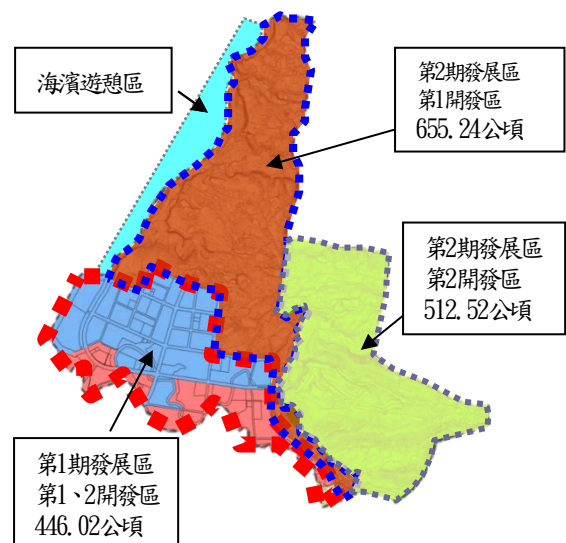 海濱遊憩區
第2期發展區
第1開發區
655.24公頃
第2期發展區
第2開發區
512.52公頃
第1期發展區
第1、2開發區
446.02公頃